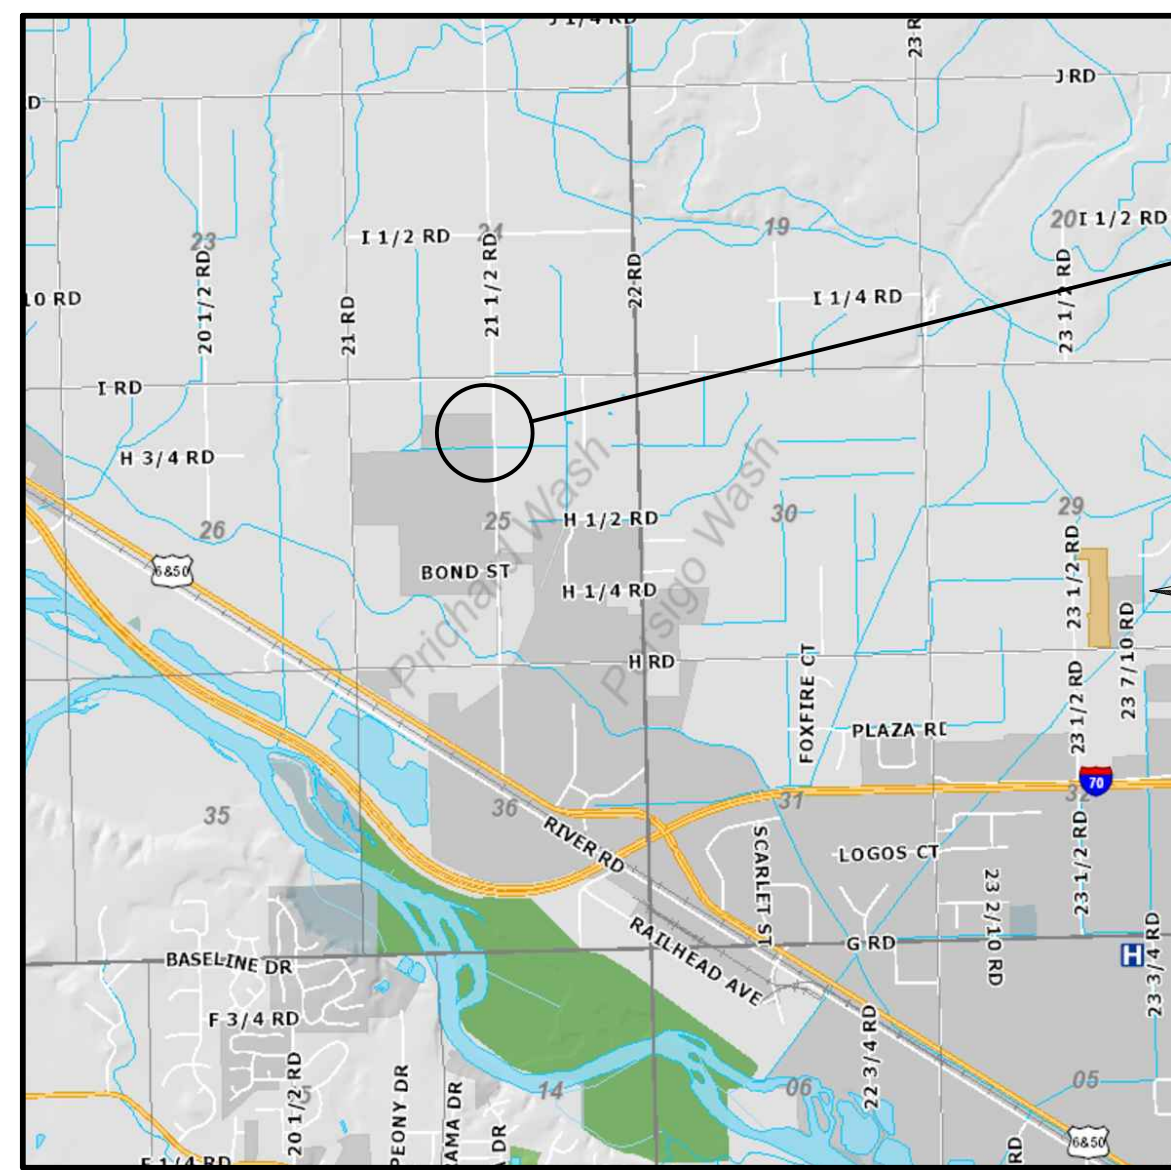 J 1/4 RD
23 R
J RD
RD
23
I 1/2 RD
24
19
20
I 1/2 RD
10 RD
20 1/2 RD
21 RD
21 1/2 RD
22 RD
I 1/4 RD
23 1/2 RD
I RD
H 3/4 RD
26
25
H 1/2 RD
30
29
Prichard Wash
Persigo Wash
6&50
BOND ST
H 1/4 RD
23 1/2 RD
H RD
FOXFIRE CT
23 1/2 RD
23 7/10 RD
PLAZA RD
70
35
36
31
32
RIVER RD
SCARLET ST
LOGOS CT
23 2/10 RD
23 1/2 RD
RAILHEAD AVE
G RD
H
23 3/4 RD
BASELINE DR
F 3/4 RD
20 1/2 RD
PEONY DR
AMA DR
DR
14
06
22 3/4 RD
05
6&50
RD
F 1/4 RD